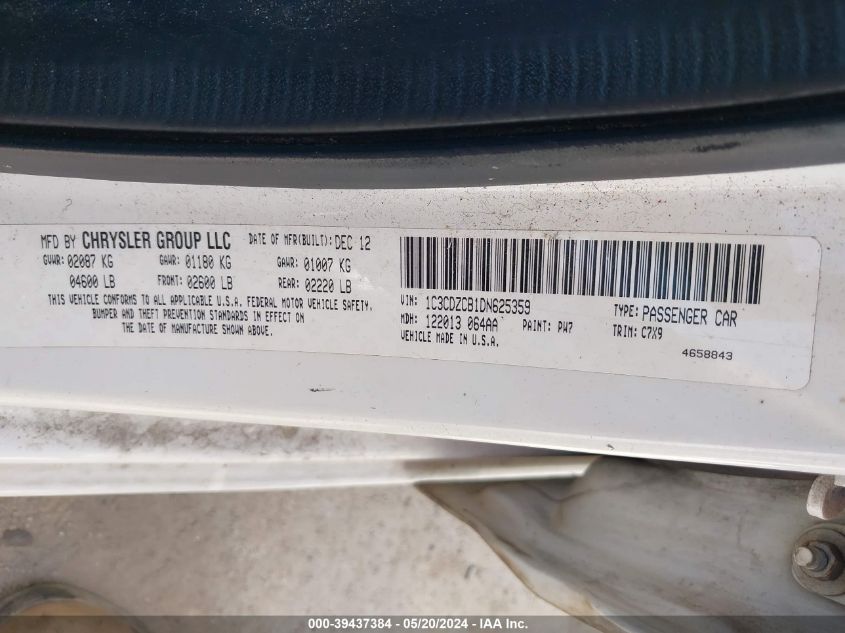 MFD BY CHRYSLER GROUP LLC DATE OF MFR(BUILT): DEC 12
GVWR: 02087 KG GAWR: 01180 KG GAWR: 01007 KG
04600 LB FRONT: 02600 LB REAR: 02220 LB
THIS VEHICLE CONFORMS TO ALL APPLICABLE U.S.A. FEDERAL MOTOR VEHICLE SAFETY,
BUMPER AND THEFT PREVENTION STANDARDS IN EFFECT ON
THE DATE OF MANUFACTURE SHOWN ABOVE.
VIN: 1C3CDZCB1DN625359 TYPE: PASSENGER CAR
MDH: 122013 064AA PAINT: PW7 TRIM: C7X9
VEHICLE MADE IN U.S.A.
4658843
000-39437384 — 05/20/2024 — IAA Inc.